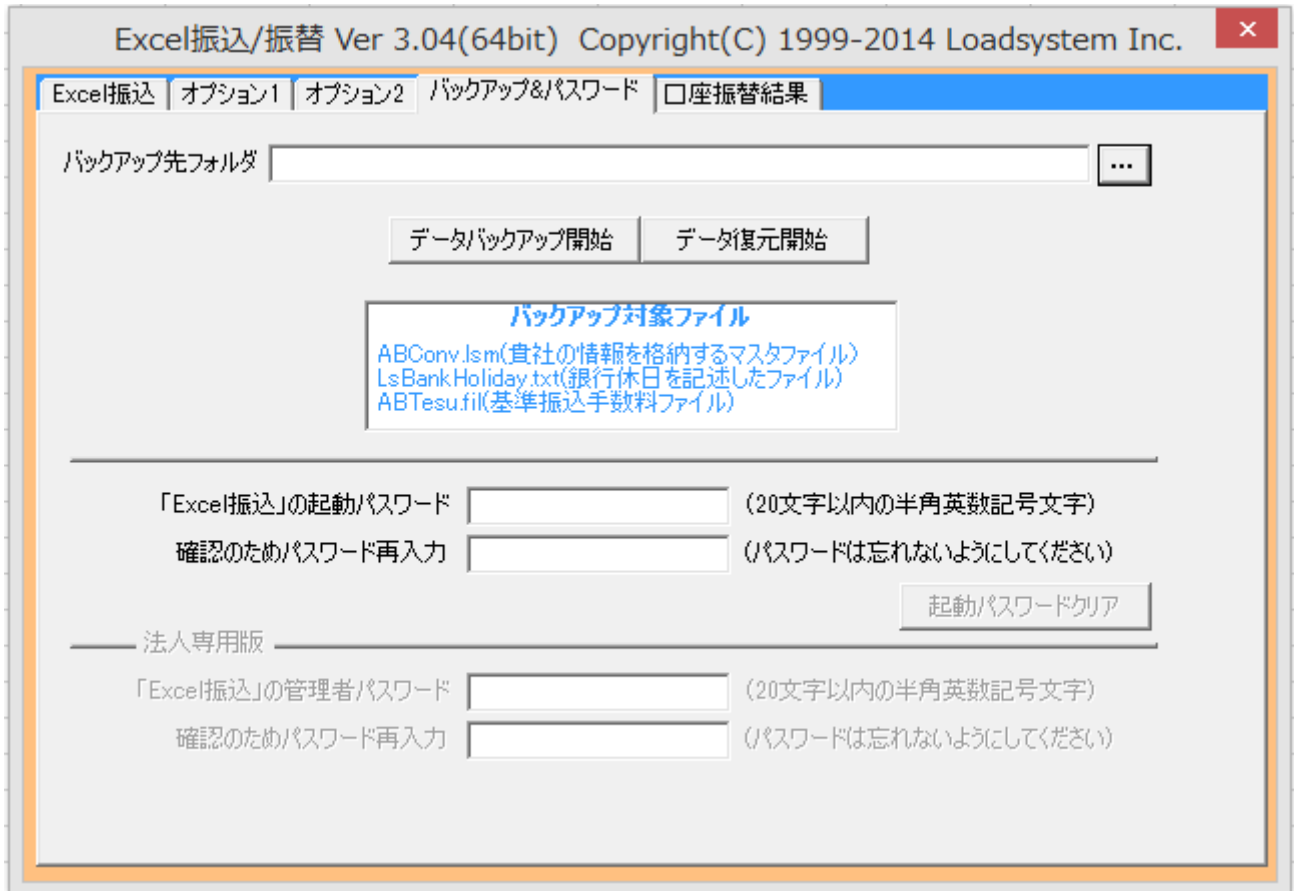 Excel振込/振替 Ver 3.04(64bit)  Copyright(C) 1999-2014 Loadsystem Inc.
Excel振込 オプション1 オプション2 バックアップ&パスワード 口座振替結果
バックアップ先フォルダ ...
データバックアップ開始 データ復元開始
バックアップ対象ファイル
ABConv.lsm(貴社の情報を格納するマスタファイル)
LsBankHoliday.txt(銀行休日を記述したファイル)
ABTesu.fil(基準振込手数料ファイル)
「Excel振込」の起動パスワード (20文字以内の半角英数記号文字)
確認のためパスワード再入力 (パスワードは忘れないようにしてください)
起動パスワードクリア
法人専用版
「Excel振込」の管理者パスワード (20文字以内の半角英数記号文字)
確認のためパスワード再入力 (パスワードは忘れないようにしてください)